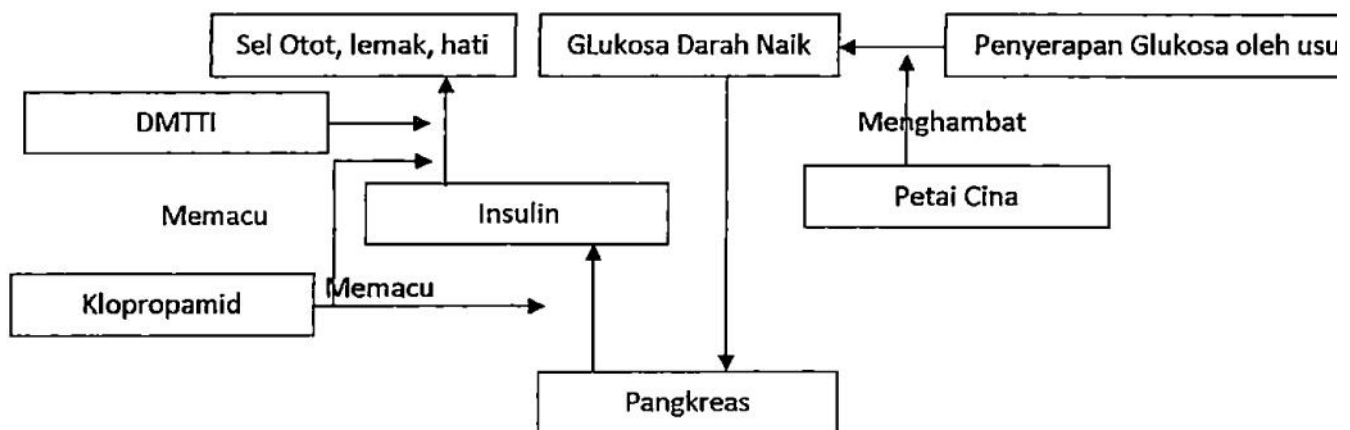 Sel Otot, lemak, hati
GLukosa Darah Naik
Penyerapan Glukosa oleh usu
DMTTI
Menghambat
Petai Cina
Insulin
Memacu
Klopropamid
Memacu
Pangkreas